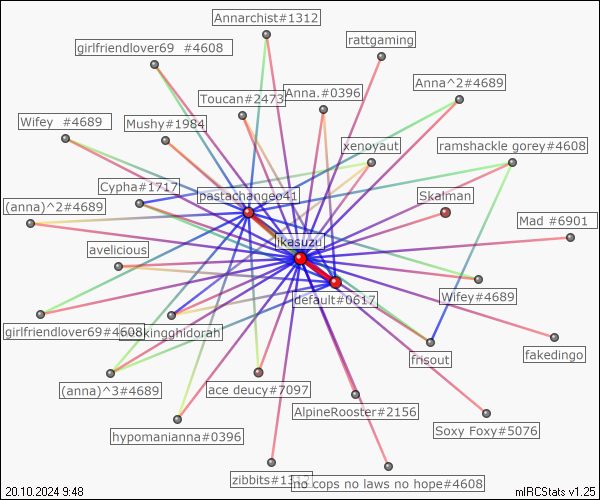 Annarchist#1312
rattgaming
girlfriendlover69 #4608
Anna^2#4689
Toucan#2473
Anna.#0396
Wifey #4689
Mushy#1984
xenoyaut
ramshackle gorey#4608
Cypha#1717
pastachangeo41
Skalman
(anna)^2#4689
Mad #6901
ikasuzu
avelicious
default#0617
Wifey#4689
girlfriendlover69#4608
kingghidorah
frisout
fakedingo
(anna)^3#4689
ace deucy#7097
AlpineRooster#2156
Soxy Foxy#5076
hypomanianna#0396
zibbits#1312
no cops no laws no hope#4608
20.10.2024 9:48
mIRCStats v1.25